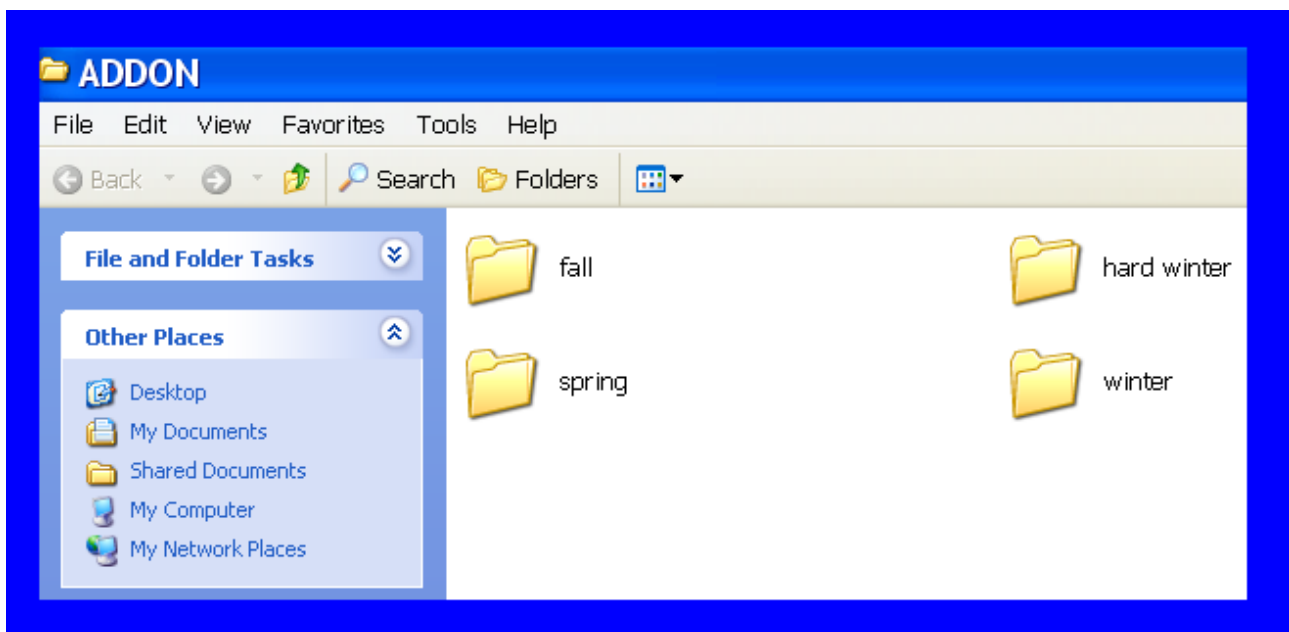 ADDON
File Edit View Favorites Tools Help
Back Search Folders
File and Folder Tasks
Other Places
Desktop
My Documents
Shared Documents
My Computer
My Network Places
fall hard winter
spring winter